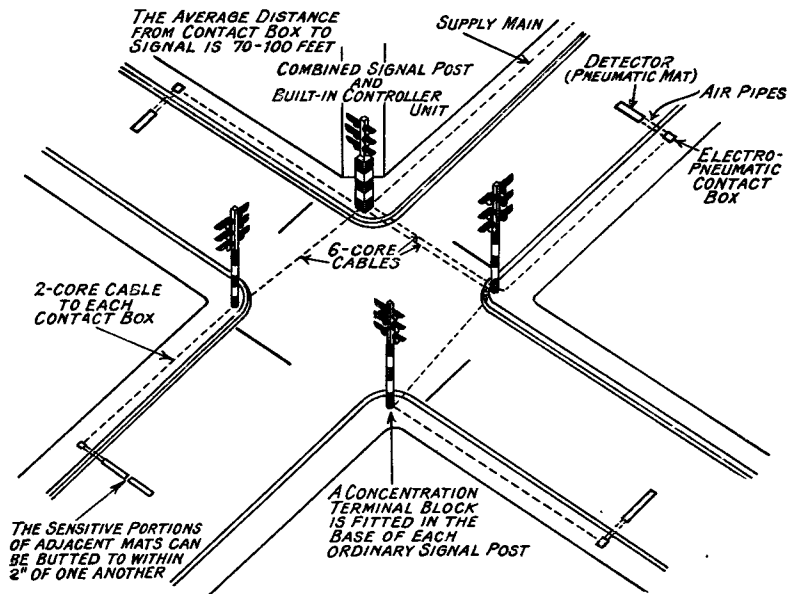 THE AVERAGE DISTANCE
FROM CONTACT BOX TO
SIGNAL IS 70-100 FEET
SUPPLY MAIN
COMBINED SIGNAL POST
AND
BUILT-IN CONTROLLER
UNIT
DETECTOR
(PNEUMATIC MAT)
AIR PIPES
ELECTRO-
PNEUMATIC
CONTACT
BOX
6-CORE
CABLES
2-CORE CABLE
TO EACH
CONTACT BOX
THE SENSITIVE PORTIONS
OF ADJACENT MATS CAN
BE BUTTED TO WITHIN
2" OF ONE ANOTHER
A CONCENTRATION
TERMINAL BLOCK
IS FITTED IN THE
BASE OF EACH
ORDINARY SIGNAL POST